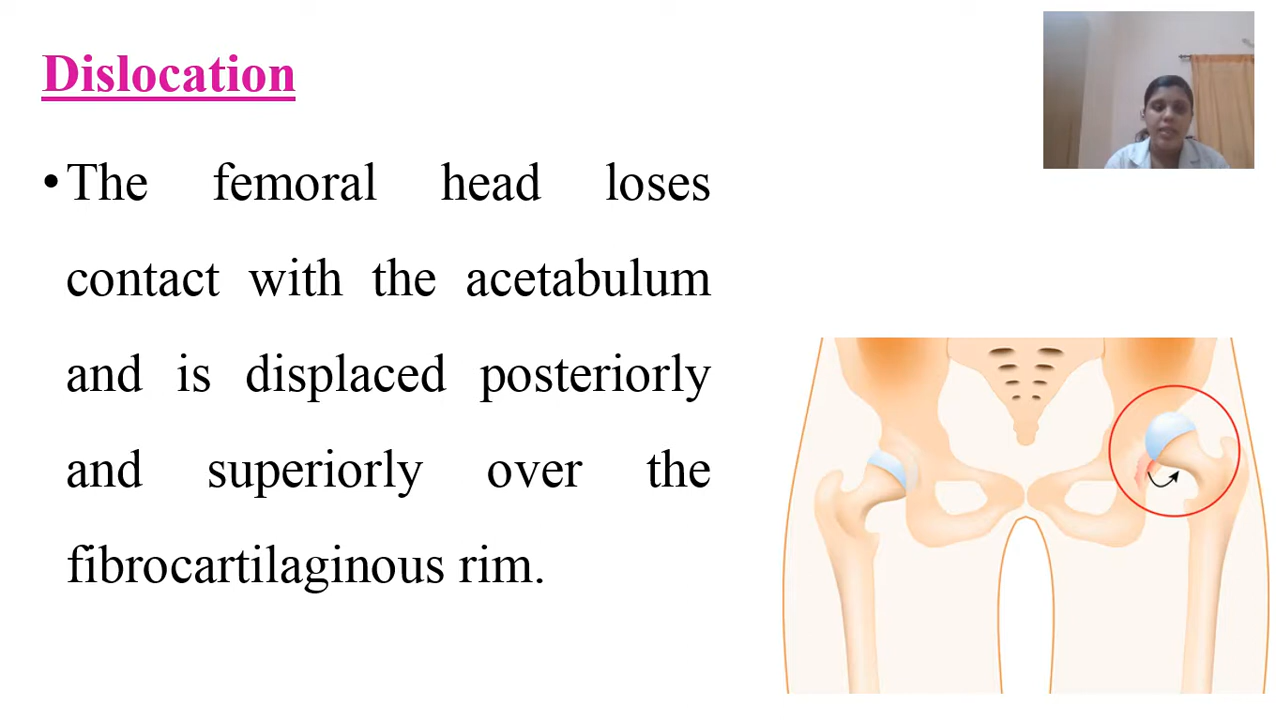 Dislocation
•The femoral head loses
contact with the acetabulum
and is displaced posteriorly
and superiorly over the
fibrocartilaginous rim.